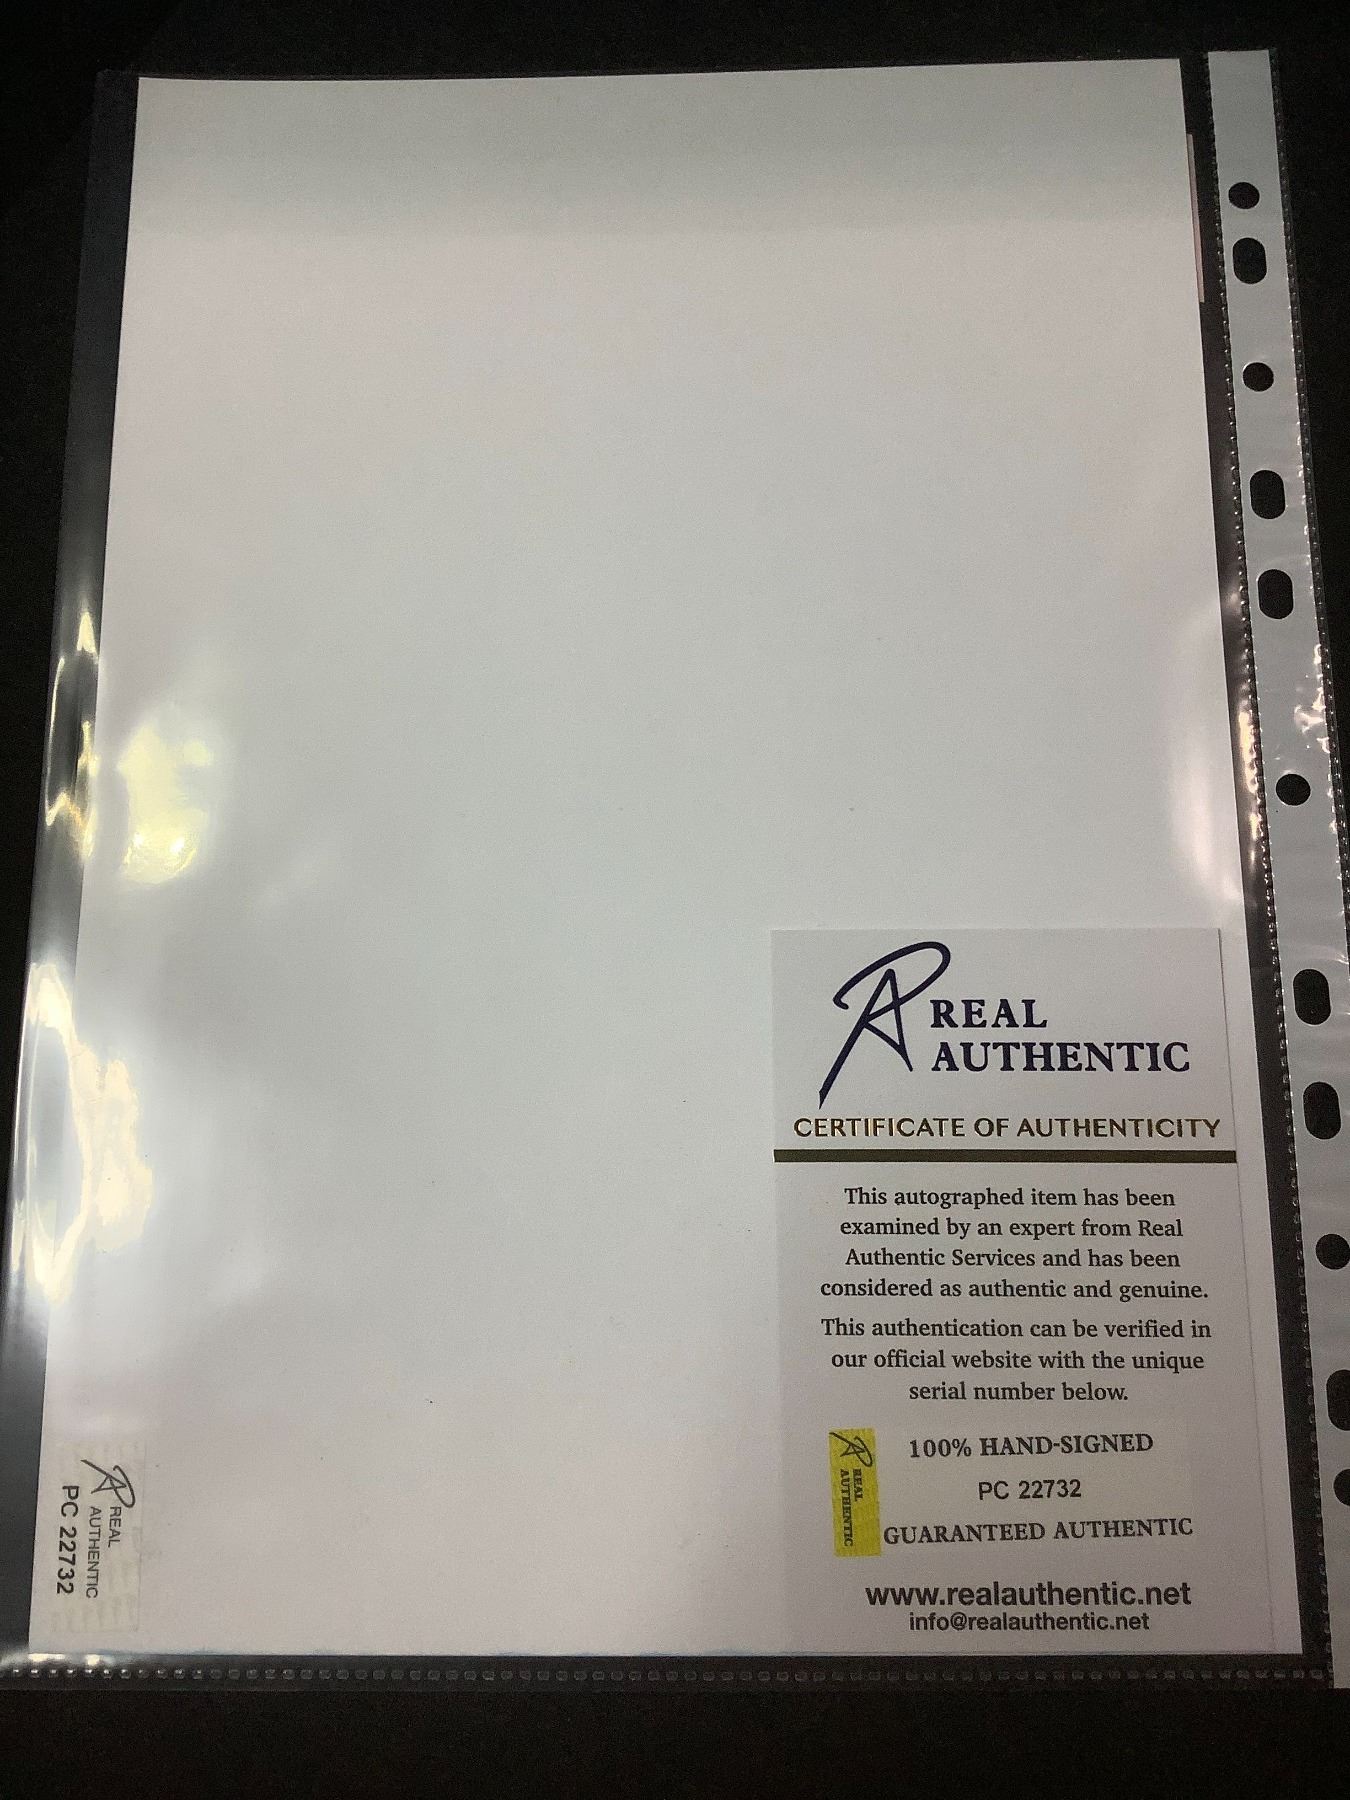 REAL
AUTHENTIC
CERTIFICATE OF AUTHENTICITY
This autographed item has been
examined by an expert from Real
Authentic Services and has been
considered as authentic and genuine.
This authentication can be verified in
our official website with the unique
serial number below.
REAL
AUTHENTIC
100% HAND-SIGNED
PC 22732
GUARANTEED AUTHENTIC
www.realauthentic.net
info@realauthentic.net
REAL
AUTHENTIC
PC 22732